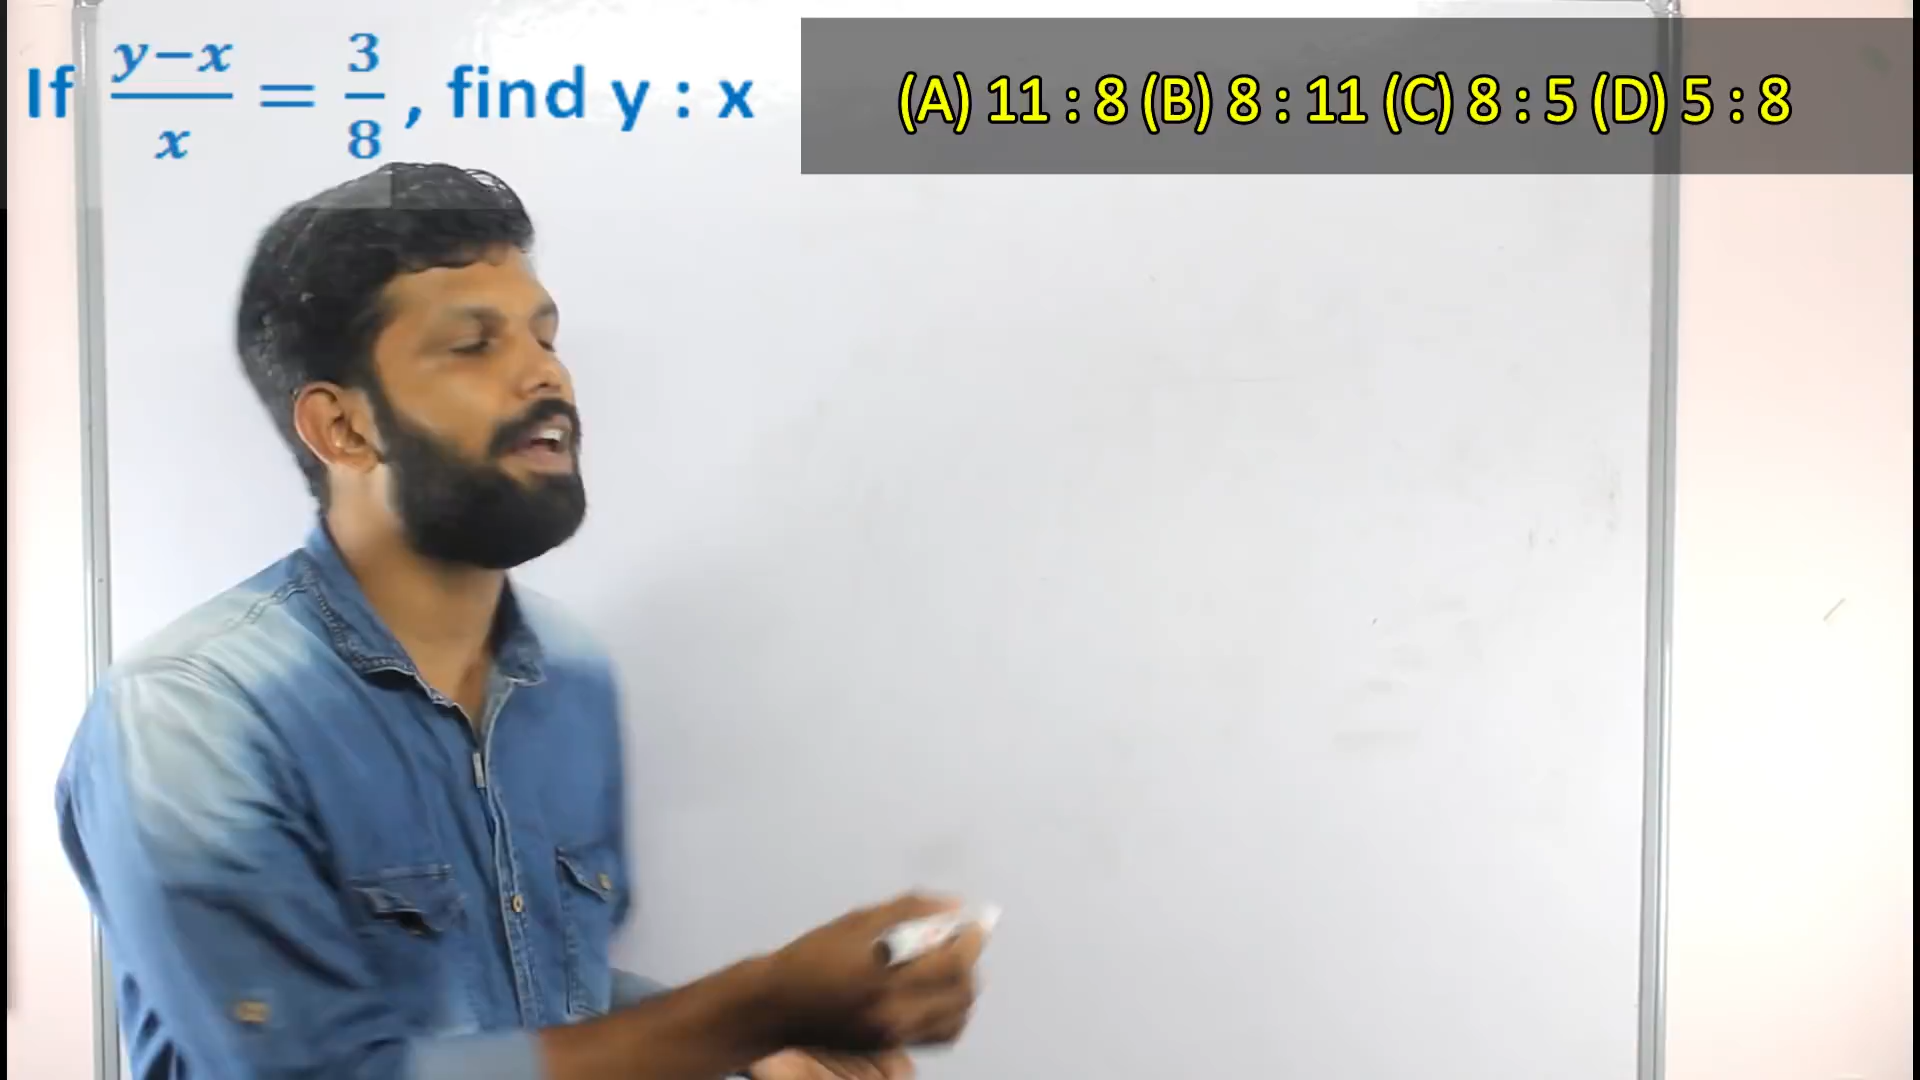 If y−x/x = 3/8 , find y : x
(A) 11 : 8 (B) 8 : 11 (C) 8 : 5 (D) 5 : 8